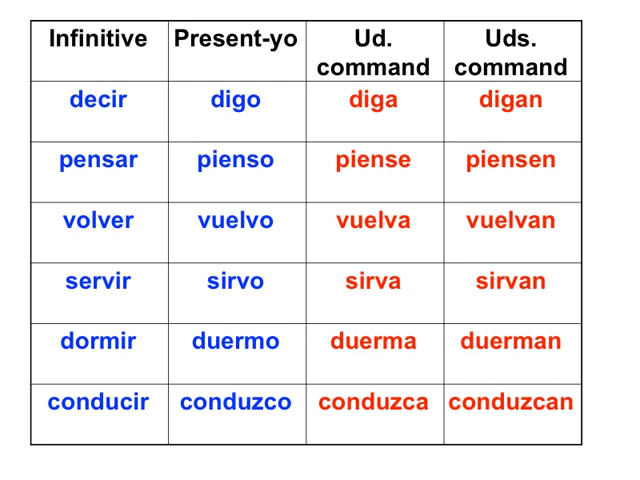 Infinitive Present-yo Ud. command Uds. command
decir digo diga digan
pensar pienso piense piensen
volver vuelvo vuelva vuelvan
servir sirvo sirva sirvan
dormir duermo duerma duerman
conducir conduzco conduzca conduzcan